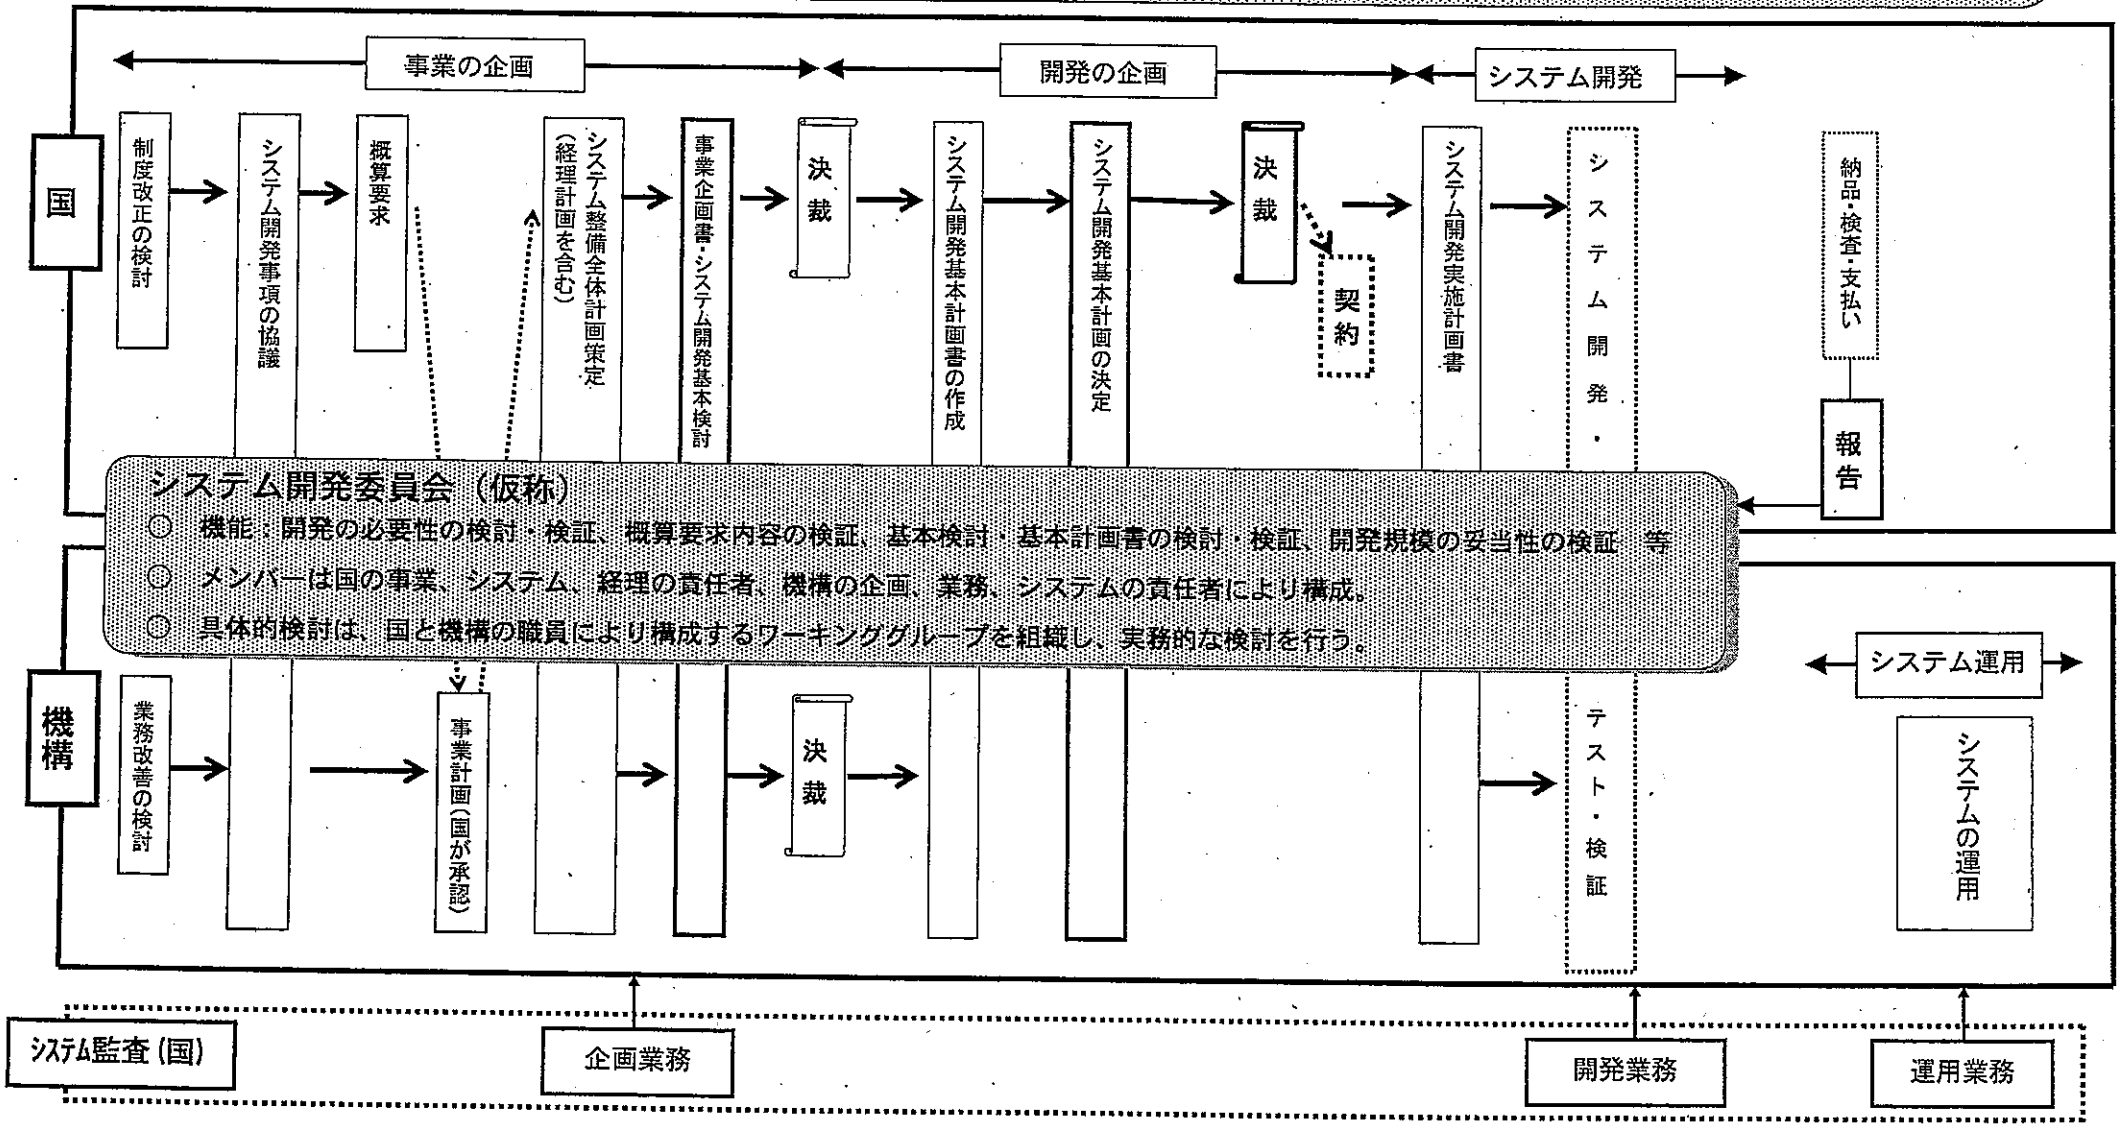 事業の企画
開発の企画
システム開発
国
制度改正の検討
システム開発事項の協議
概算要求
システム整備全体計画策定
(経理計画を含む)
事業企画書・システム開発基本検討
決裁
システム開発基本計画書の作成
システム開発基本計画の決定
決裁
契約
システム開発実施計画書
システム開発・
納品・検査・支払い
報告
システム開発委員会(仮称)
○ 機能:開発の必要性の検討・検証、概算要求内容の検証、基本検討・基本計画書の検討・検証、開発規模の妥当性の検証 等
○ メンバーは国の事業、システム、経理の責任者、機構の企画、業務、システムの責任者により構成。
○ 具体的検討は、国と機構の職員により構成するワーキンググループを組織し、実務的な検討を行う。
機構
業務改善の検討
事業計画(国が承認)
決裁
テスト・検証
システム運用
システムの運用
システム監査(国)
企画業務
開発業務
運用業務